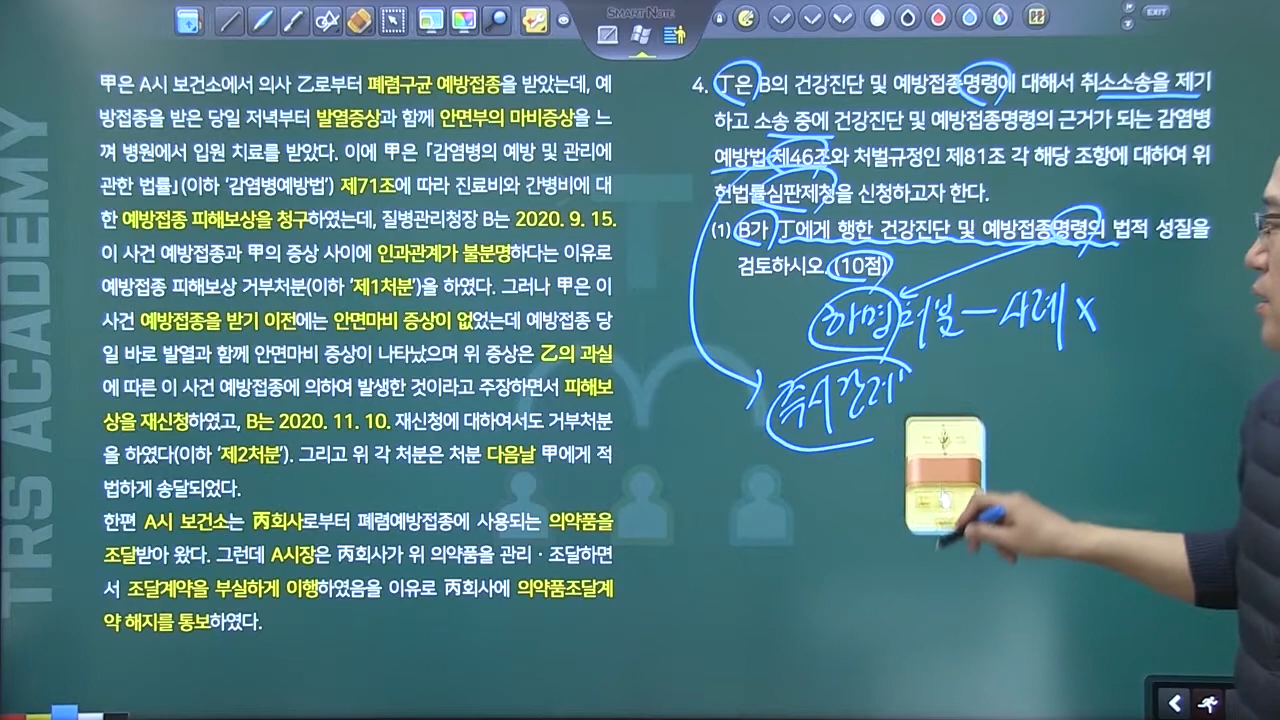 SMARTNOTE
EXIT
TRS ACADEMY
甲은 A시 보건소에서 의사 乙로부터 폐렴구균 예방접종을 받았는데, 예
방접종을 받은 당일 저녁부터 발열증상과 함께 안면부의 마비증상을 느
껴 병원에서 입원 치료를 받았다. 이에 甲은 「감염병의 예방 및 관리에
관한 법률」(이하 '감염병예방법') 제71조에 따라 진료비와 간병비에 대
한 예방접종 피해보상을 청구하였는데, 질병관리청장 B는 2020. 9. 15.
이 사건 예방접종과 甲의 증상 사이에 인과관계가 불분명하다는 이유로
예방접종 피해보상 거부처분(이하 '제1처분')을 하였다. 그러나 甲은 이
사건 예방접종을 받기 이전에는 안면마비 증상이 없었는데 예방접종 당
일 바로 발열과 함께 안면마비 증상이 나타났으며 위 증상은 乙의 과실
에 따른 이 사건 예방접종에 의하여 발생한 것이라고 주장하면서 피해보
상을 재신청하였고, B는 2020. 11. 10. 재신청에 대하여서도 거부처분
을 하였다(이하 '제2처분'). 그리고 위 각 처분은 처분 다음날 甲에게 적
법하게 송달되었다.
한편 A시 보건소는 丙회사로부터 폐렴예방접종에 사용되는 의약품을
조달받아 왔다. 그런데 A시장은 丙회사가 위 의약품을 관리 · 조달하면
서 조달계약을 부실하게 이행하였음을 이유로 丙회사에 의약품조달계
약 해지를 통보하였다.
4. 丁은 B의 건강진단 및 예방접종명령에 대해서 취소소송을 제기
하고 소송 중에 건강진단 및 예방접종명령의 근거가 되는 감염병
예방법 제46조와 처벌규정인 제81조 각 해당 조항에 대하여 위
헌법률심판제청을 신청하고자 한다.
(1) B가 丁에게 행한 건강진단 및 예방접종명령의 법적 성질을
검토하시오. (10점)
하명처분 — 사례 x
즉시강제